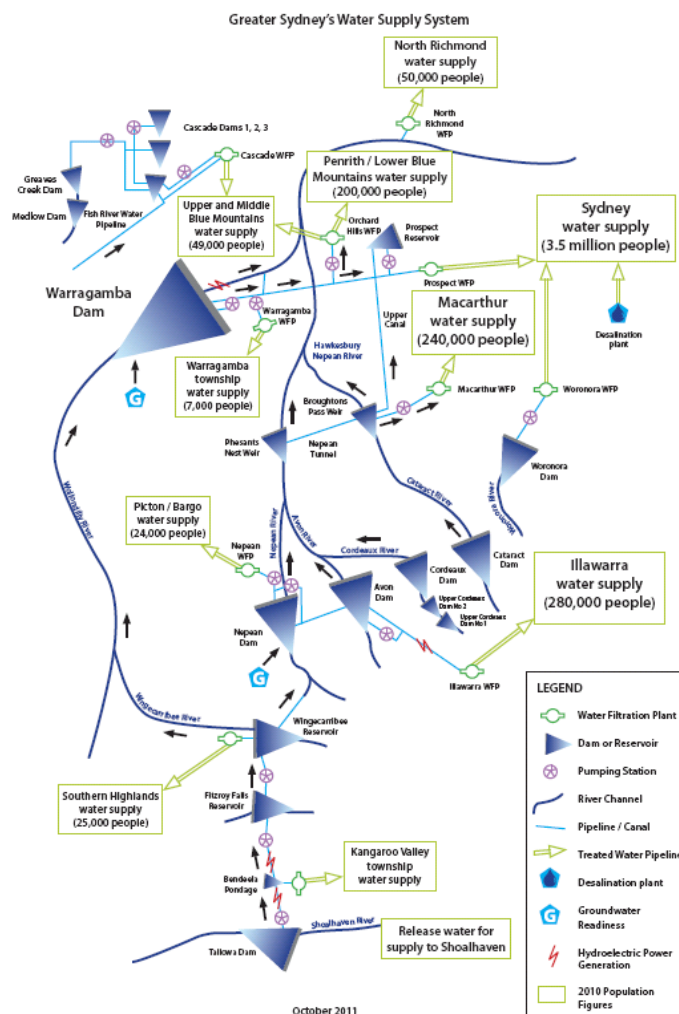 Greater Sydney's Water Supply System
North Richmond
water supply
(50,000 people)
North
Richmond
WFP
Cascade Dams 1, 2, 3
Cascade WFP
Greaves
Creek Dam
Medlow Dam
Fish River Water
Pipeline
Upper and Middle
Blue Mountains
water supply
(49,000 people)
Penrith / Lower Blue
Mountains water supply
(200,000 people)
Orchard
Hills WFP
Prospect
Reservoir
Sydney
water supply
(3.5 million people)
Prospect WFP
Desalination
plant
Warragamba
Dam
Warragamba
WFP
Warragamba
township
water supply
(7,000 people)
G
Upper
Canal
Macarthur
water supply
(240,000 people)
Hawkesbury
Nepean River
Broughtons
Pass Weir
Macarthur WFP
Woronora WFP
Pheasants
Nest Weir
Nepean
Tunnel
Woronora
Dam
Woronora
River
Cataract River
Wollondilly River
Picton / Bargo
water supply
(24,000 people)
Nepean
WFP
Nepean River
Avon River
Cordeaux River
Cordeaux
Dam
Cataract
Dam
Upper Cordeaux
Dam No 2
Upper Cordeaux
Dam No 1
Avon
Dam
Nepean
Dam
G
Illawarra
water supply
(280,000 people)
Illawarra WFP
Wingecarribee River
Wingecarribee
Reservoir
Southern Highlands
water supply
(25,000 people)
Fitzroy Falls
Reservoir
Kangaroo Valley
township
water supply
Bendeela
Pondage
Shoalhaven River
Tallowa Dam
Release water for
supply to Shoalhaven
LEGEND
Water Filtration Plant
Dam or Reservoir
Pumping Station
River Channel
Pipeline / Canal
Treated Water Pipeline
Desalination plant
G
Groundwater
Readiness
Hydroelectric Power
Generation
2010 Population
Figures
October 2011